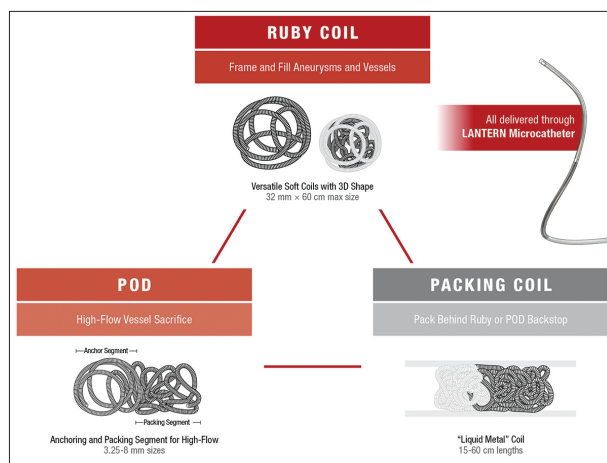 RUBY COIL
Frame and Fill Aneurysms and Vessels
All delivered through
LANTERN Microcatheter
Versatile Soft Coils with 3D Shape
32 mm × 60 cm max size
POD
High-Flow Vessel Sacrifice
Anchor Segment
Packing Segment
Anchoring and Packing Segment for High-Flow
3.25-8 mm sizes
PACKING COIL
Pack Behind Ruby or POD Backstop
“Liquid Metal” Coil
15-60 cm lengths